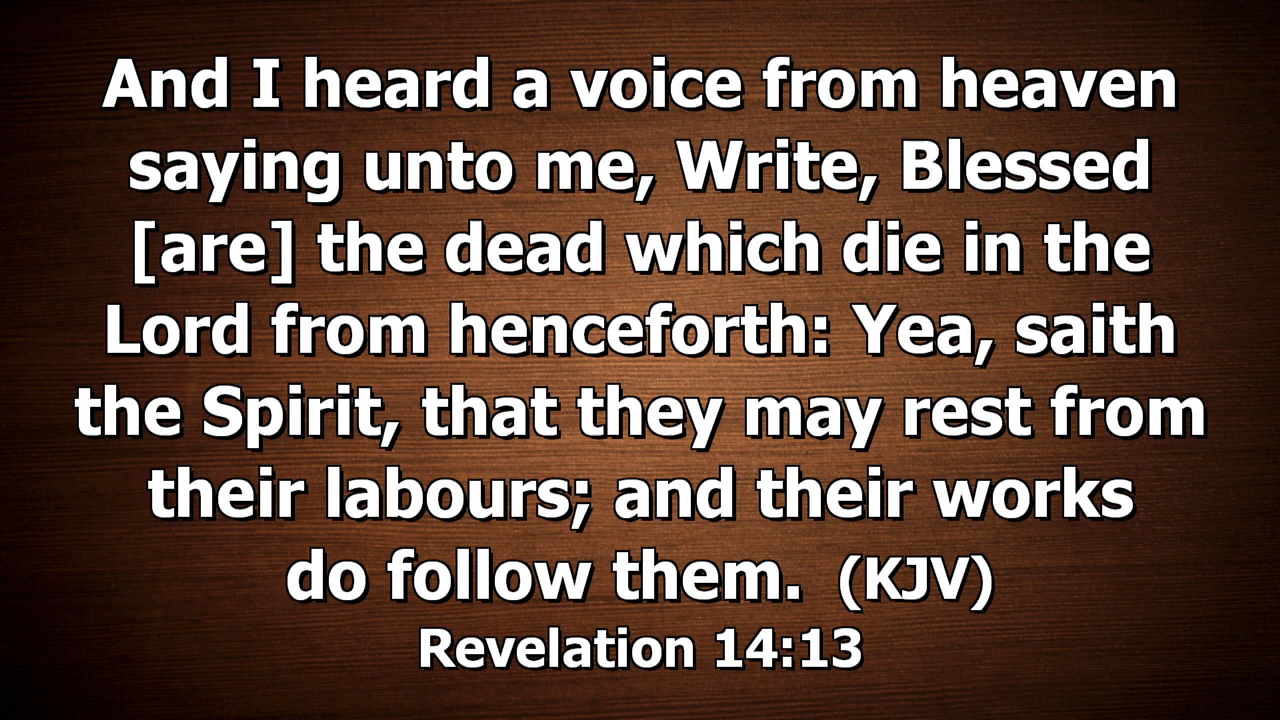 And I heard a voice from heaven
saying unto me, Write, Blessed
[are] the dead which die in the
Lord from henceforth: Yea, saith
the Spirit, that they may rest from
their labours; and their works
do follow them. (KJV)
Revelation 14:13